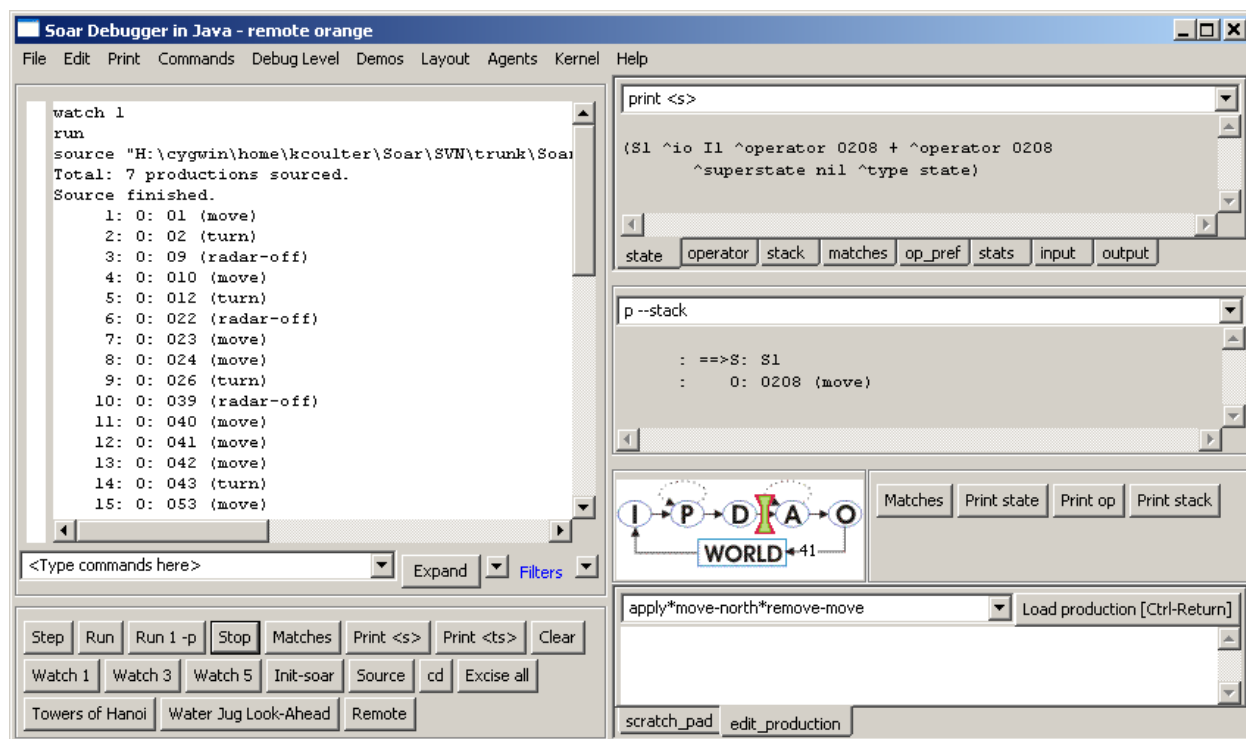 Soar Debugger in Java - remote orange
File Edit Print Commands Debug Level Demos Layout Agents Kernel Help
watch 1
run
source "H:\cygwin\home\kcoulter\Soar\SVN\trunk\Soar
Total: 7 productions sourced.
Source finished.
1: O: O1 (move)
2: O: O2 (turn)
3: O: O9 (radar-off)
4: O: O10 (move)
5: O: O12 (turn)
6: O: O22 (radar-off)
7: O: O23 (move)
8: O: O24 (move)
9: O: O26 (turn)
10: O: O39 (radar-off)
11: O: O40 (move)
12: O: O41 (move)
13: O: O42 (move)
14: O: O43 (turn)
15: O: O53 (move)
<Type commands here>
Expand
Filters
Step Run Run 1 -p Stop Matches Print <s> Print <ts> Clear
Watch 1 Watch 3 Watch 5 Init-soar Source cd Excise all
Towers of Hanoi Water Jug Look-Ahead Remote
print <s>
(S1 ^io I1 ^operator O208 + ^operator O208
^superstate nil ^type state)
state operator stack matches op_pref stats input output
p --stack
: ==>S: S1
: O: O208 (move)
I P D A O
WORLD 41
Matches Print state Print op Print stack
apply*move-north*remove-move
Load production [Ctrl-Return]
scratch_pad edit_production